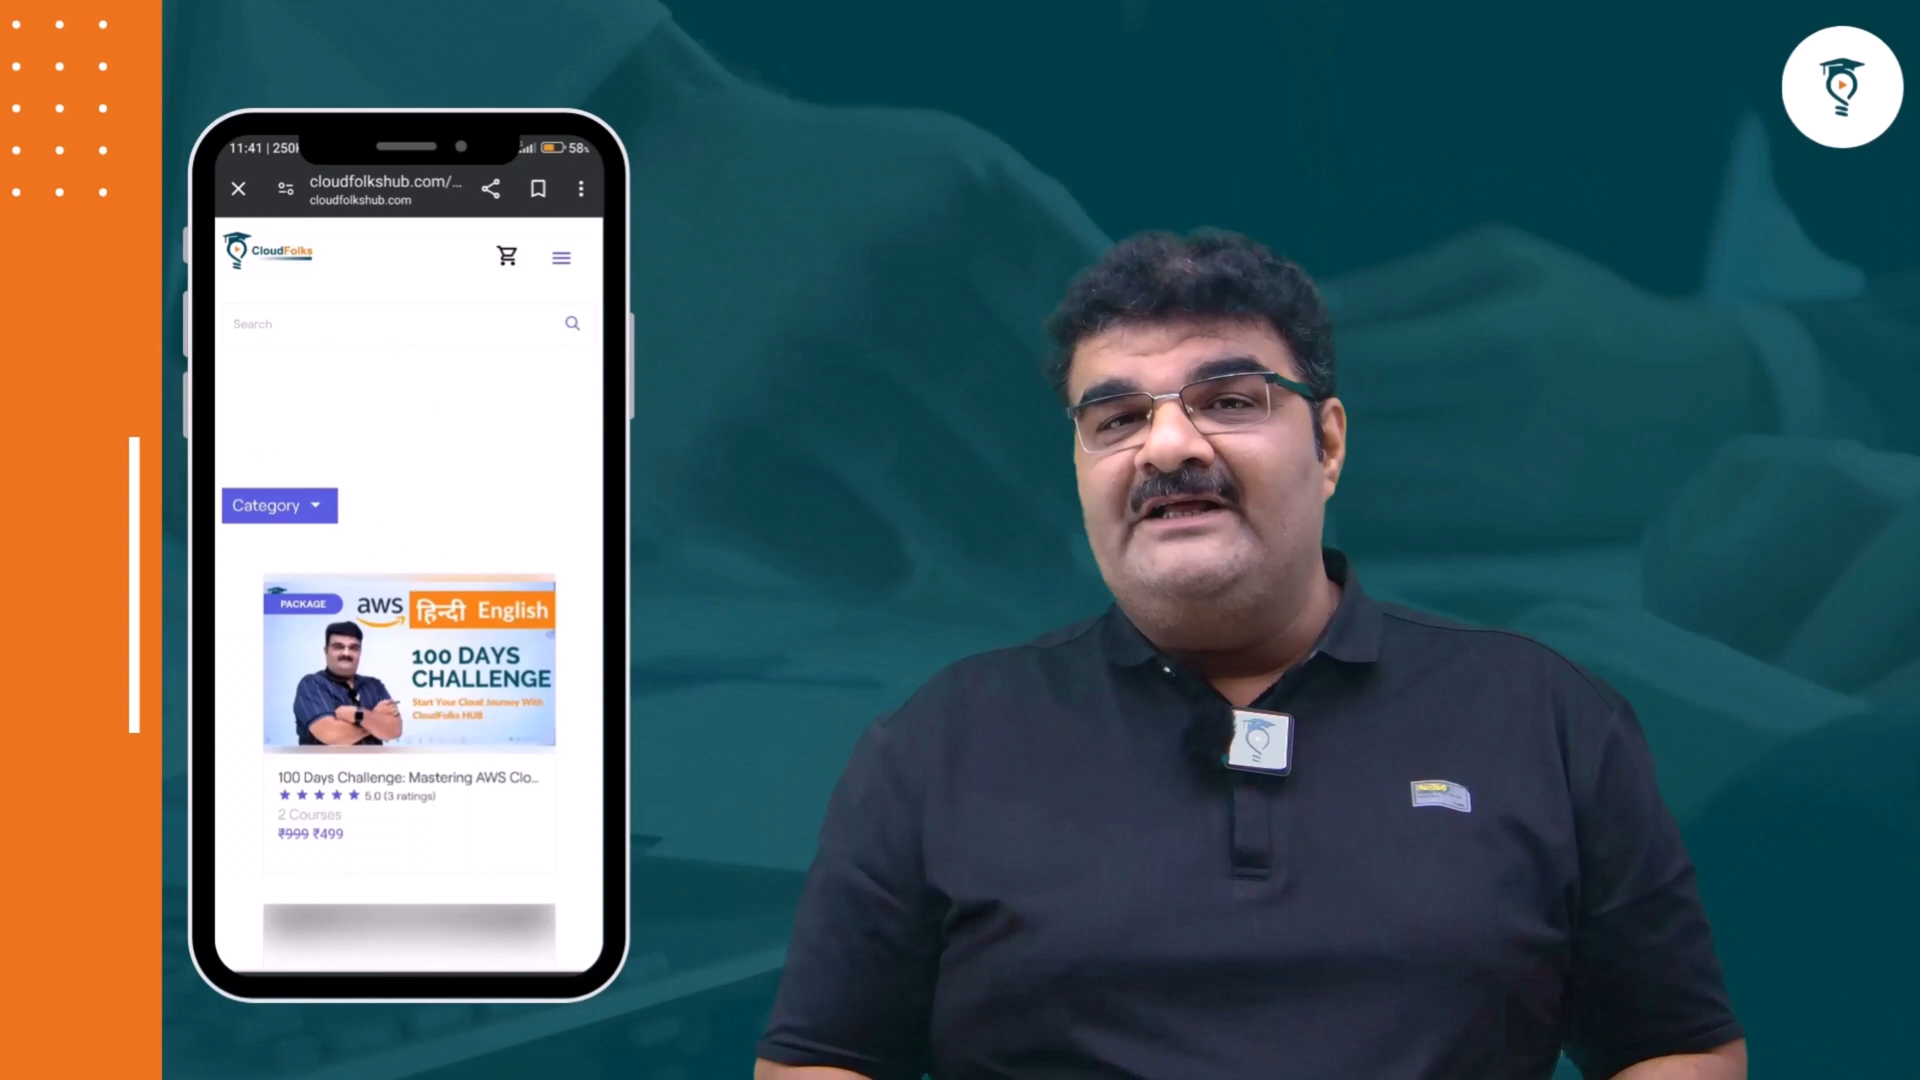 11:41 | 250
58%
cloudfolkshub.com/...
cloudfolkshub.com
CloudFolks
Search
Category
PACKAGE
aws
हिन्दी English
100 DAYS
CHALLENGE
Start Your Cloud Journey With
CloudFolks HUB
100 Days Challenge: Mastering AWS Clo...
5.0 (3 ratings)
2 Courses
₹999 ₹499